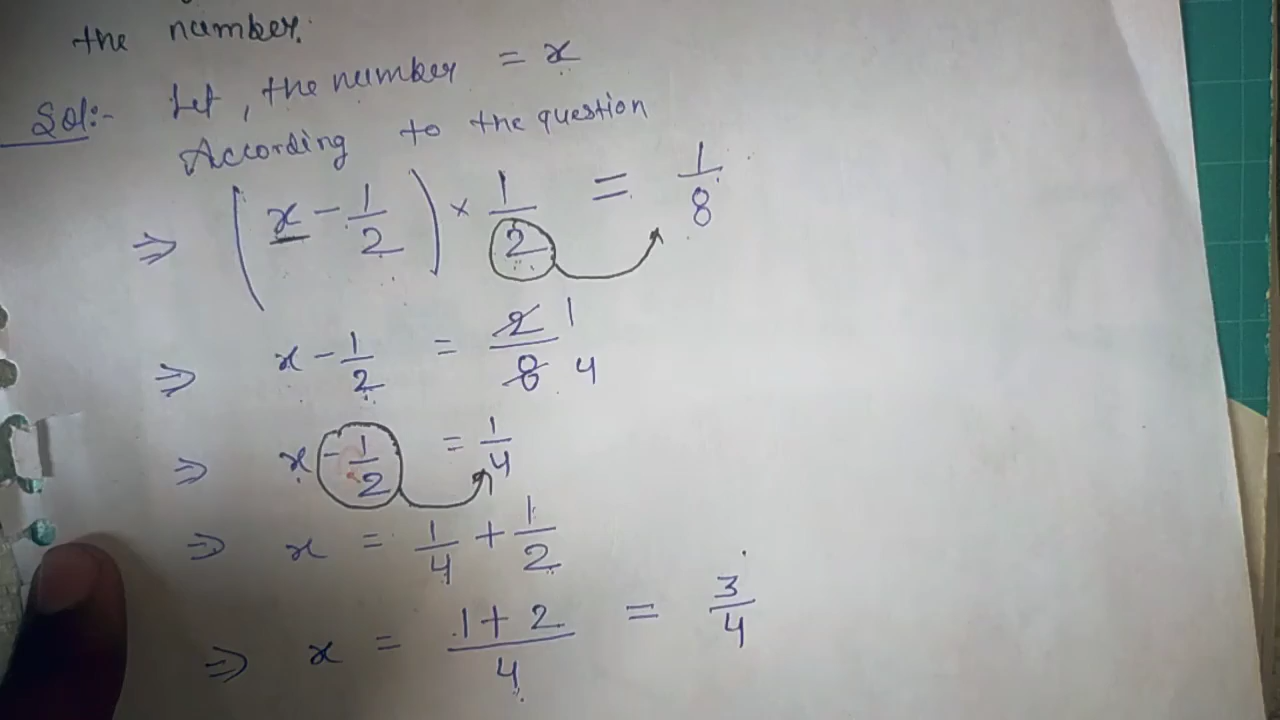 the number.
Sol:- Let, the number = x
According to the question
⇒ (x - 1/2) × 1/2 = 1/8
⇒ x - 1/2 = 2/8 1 4
⇒ x - 1/2 = 1/4
⇒ x = 1/4 + 1/2
⇒ x = 1+2/4 = 3/4